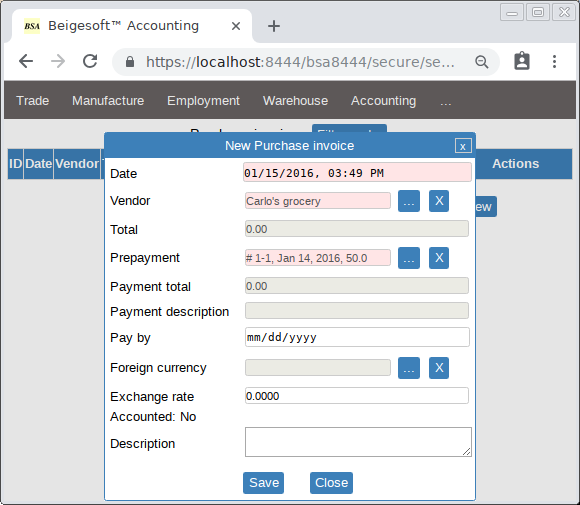 BSA Beigesoft™ Accounting
https://localhost:8444/bsa8444/secure/se...
Trade Manufacture Employment Warehouse Accounting ...
New Purchase invoice x
ID Date Vendor Actions
Date 01/15/2016, 03:49 PM
Vendor Carlo's grocery ... X
Total 0.00
Prepayment # 1-1, Jan 14, 2016, 50.0 ... X
Payment total 0.00
Payment description
Pay by mm/dd/yyyy
Foreign currency ... X
Exchange rate 0.0000
Accounted: No
Description
Save Close